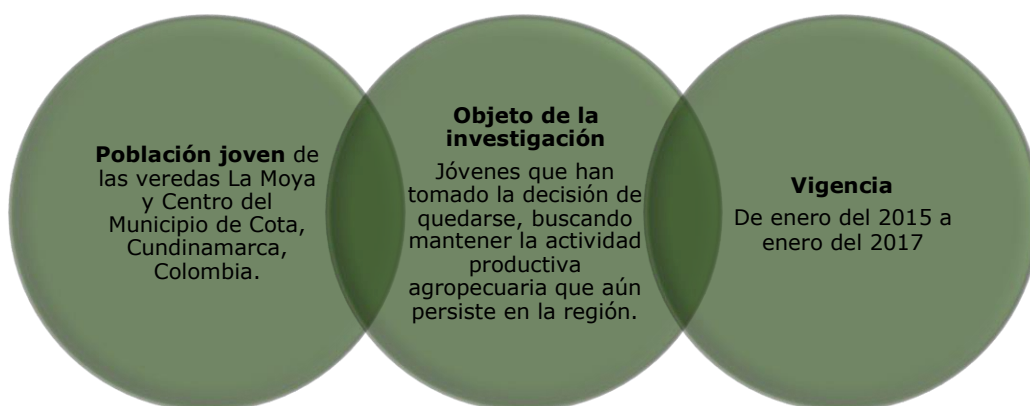 Población joven de
las veredas La Moya
y Centro del
Municipio de Cota,
Cundinamarca,
Colombia.
Objeto de la
investigación
Jóvenes que han
tomado la decisión de
quedarse, buscando
mantener la actividad
productiva
agropecuaria que aún
persiste en la región.
Vigencia
De enero del 2015 a
enero del 2017